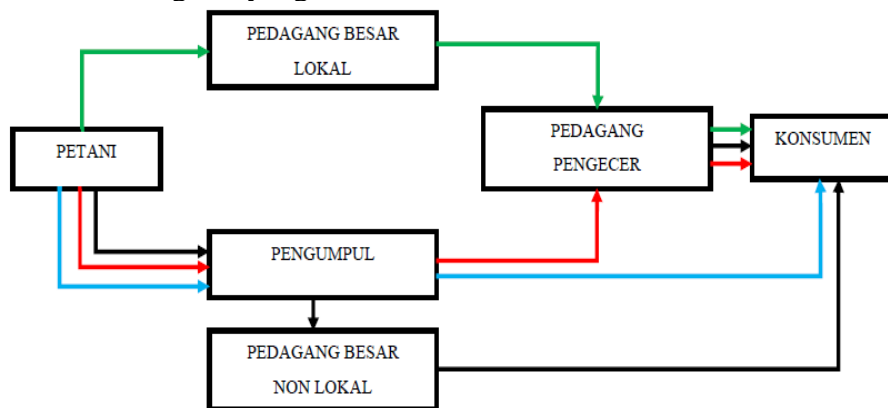 PEDAGANG BESAR
LOKAL
PETANI
PEDAGANG
PENGECER
KONSUMEN
PENGUMPUL
PEDAGANG BESAR
NON LOKAL